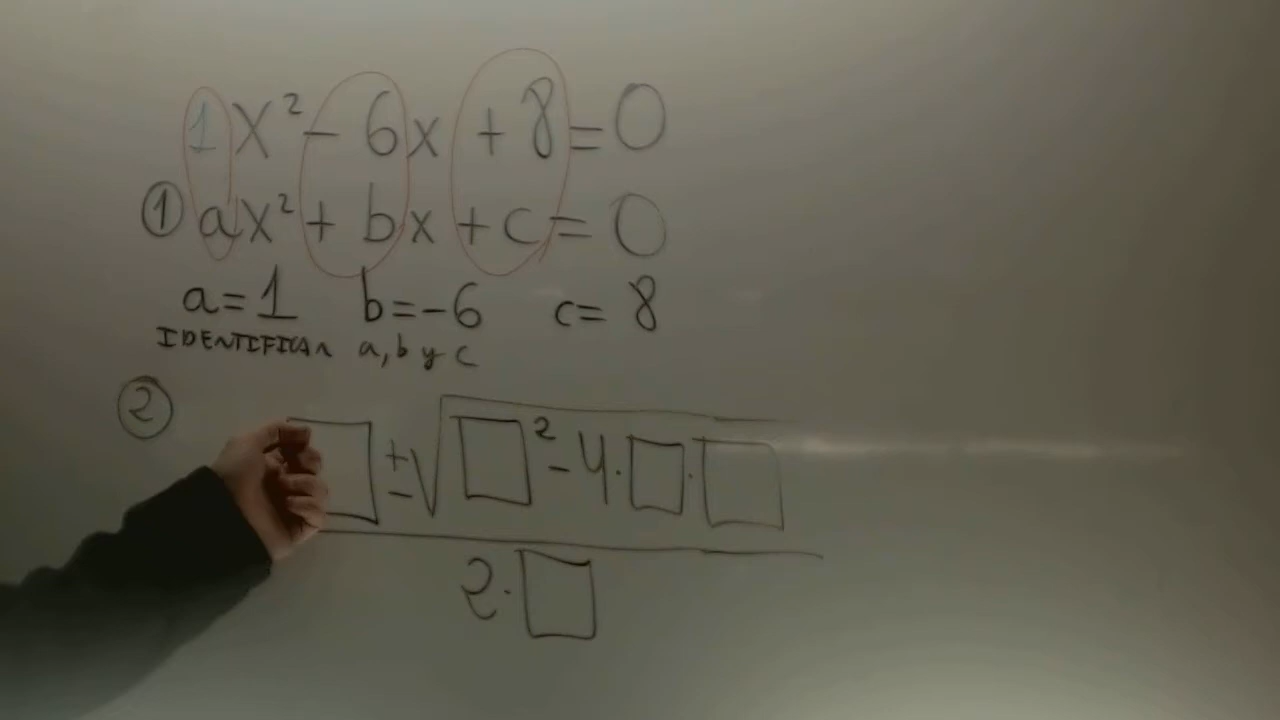 1x² - 6x + 8 = 0
① ax² + bx + c = 0
a = 1 b = -6 c = 8
IDENTIFICAR a, b y c
②
□ ± √ □² - 4 · □ · □
2 · □